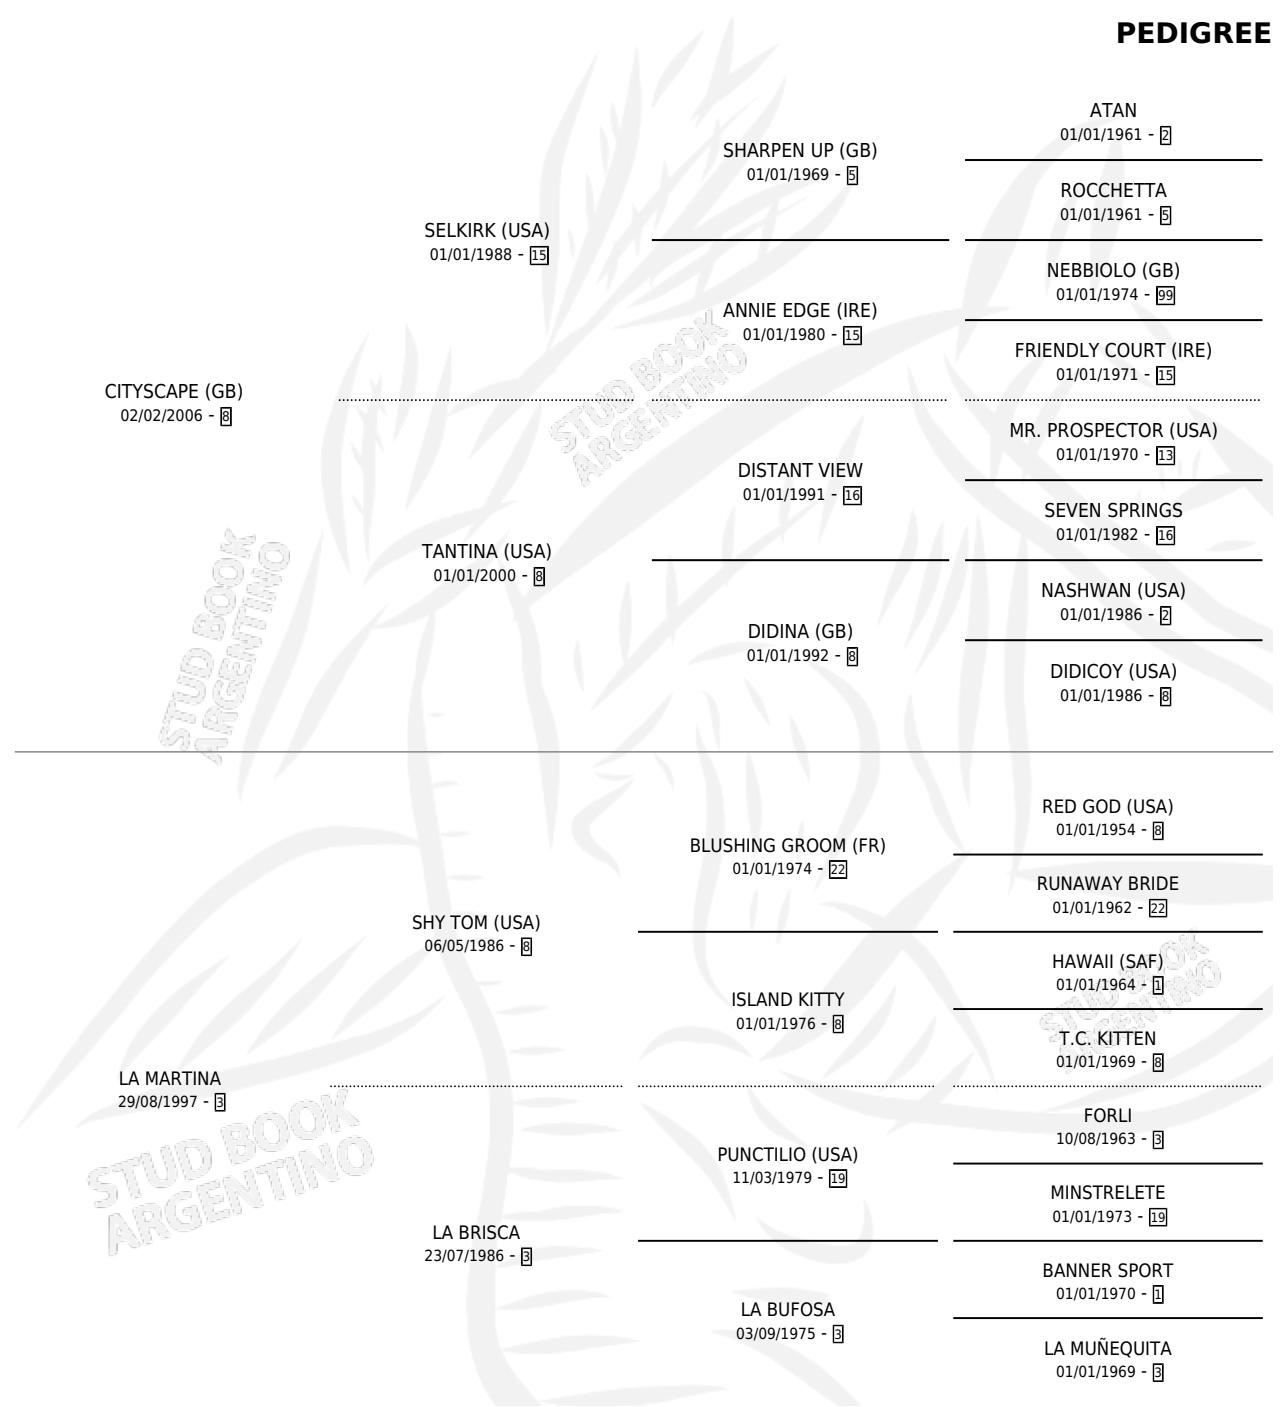 PEDIGREE
ATAN
01/01/1961 - 2
SHARPEN UP (GB)
01/01/1969 - 5
ROCCHETTA
01/01/1961 - 5
SELKIRK (USA)
01/01/1988 - 15
NEBBIOLO (GB)
01/01/1974 - 99
ANNIE EDGE (IRE)
01/01/1980 - 15
FRIENDLY COURT (IRE)
01/01/1971 - 15
CITYSCAPE (GB)
02/02/2006 - 8
STUD BOOK
ARGENTINO
MR. PROSPECTOR (USA)
01/01/1970 - 13
DISTANT VIEW
01/01/1991 - 16
SEVEN SPRINGS
01/01/1982 - 16
TANTINA (USA)
01/01/2000 - 8
NASHWAN (USA)
01/01/1986 - 2
DIDINA (GB)
01/01/1992 - 8
DIDICOY (USA)
01/01/1986 - 8
STUD BOOK
ARGENTINO
RED GOD (USA)
01/01/1954 - 8
BLUSHING GROOM (FR)
01/01/1974 - 22
RUNAWAY BRIDE
01/01/1962 - 22
SHY TOM (USA)
06/05/1986 - 8
HAWAII (SAF)
01/01/1964 - 1
ISLAND KITTY
01/01/1976 - 8
STUD BOOK
ARGENTINO
T.C. KITTEN
01/01/1969 - 8
LA MARTINA
29/08/1997 - 3
STUD BOOK
ARGENTINO
FORLI
10/08/1963 - 3
PUNCTILIO (USA)
11/03/1979 - 19
MINSTRELETE
01/01/1973 - 19
LA BRISCA
23/07/1986 - 3
BANNER SPORT
01/01/1970 - 1
LA BUFOSA
03/09/1975 - 3
LA MUÑEQUITA
01/01/1969 - 3